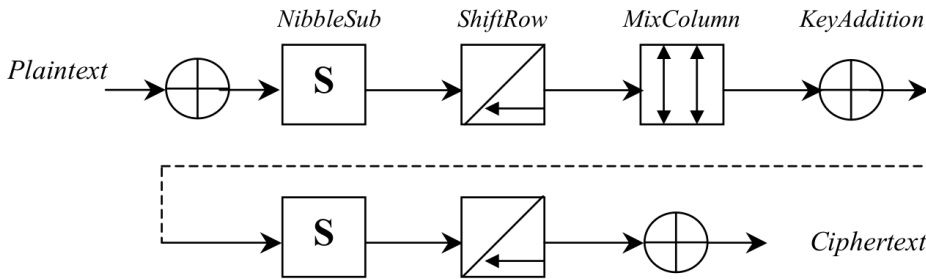 NibbleSub ShiftRow MixColumn KeyAddition
Plaintext S
S Ciphertext